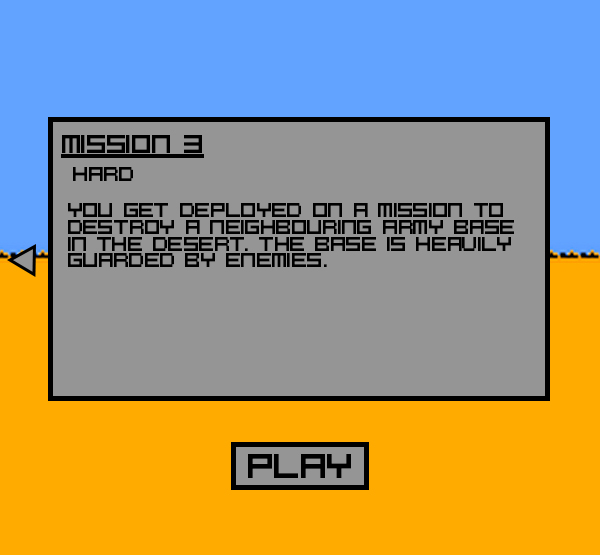 MISSION 3
HARD
YOU GET DEPLOYED ON A MISSION TO
DESTROY A NEIGHBOURING ARMY BASE
IN THE DESERT. THE BASE IS HEAVILY
GUARDED BY ENEMIES.
PLAY